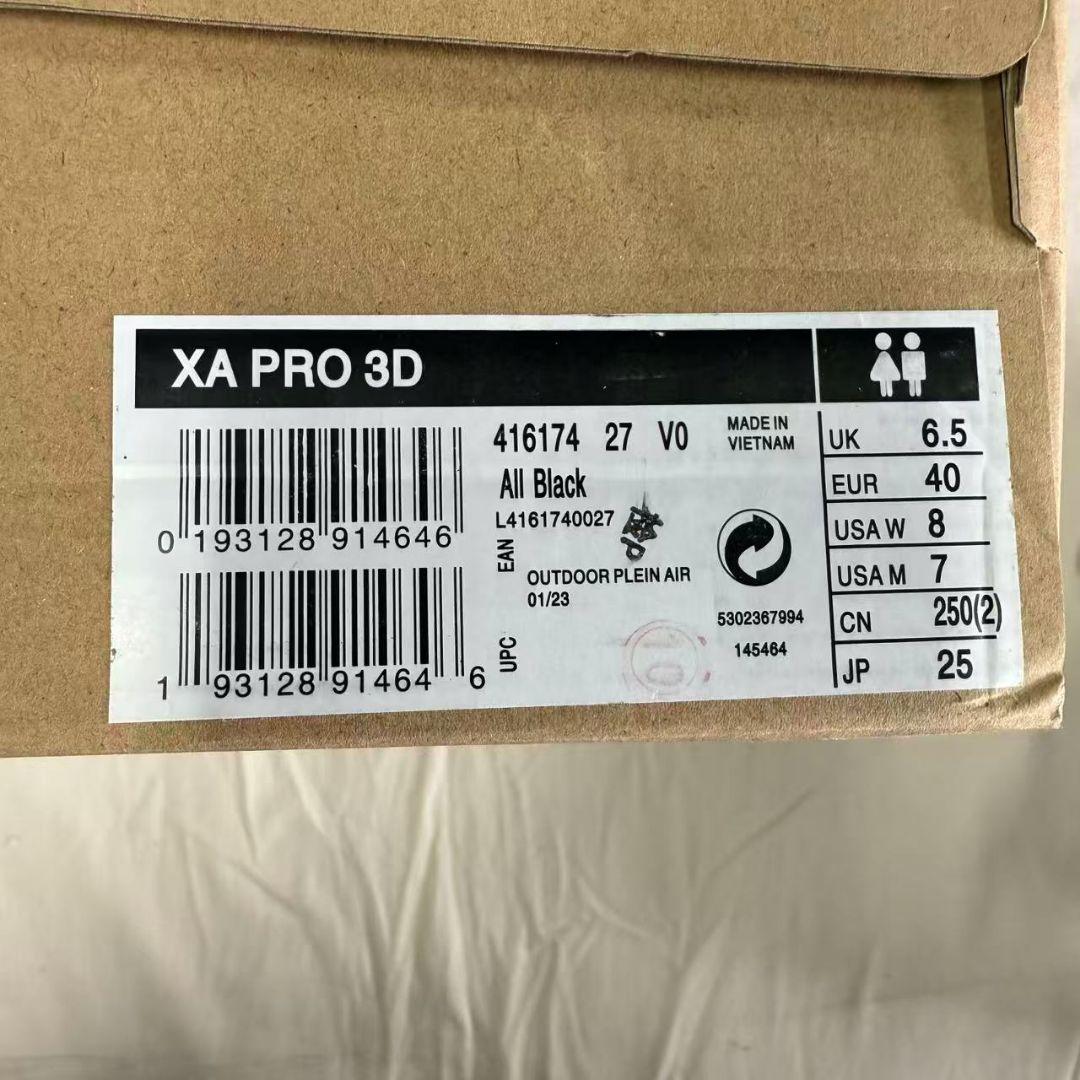 XA PRO 3D
416174 27 V0
MADE IN
VIETNAM
All Black
L4161740027
0 193128 914646
EAN
OUTDOOR PLEIN AIR
01/23
1 93128 91464 6
UPC
5302367994
145464
UK 6.5
EUR 40
USA W 8
USA M 7
CN 250(2)
JP 25